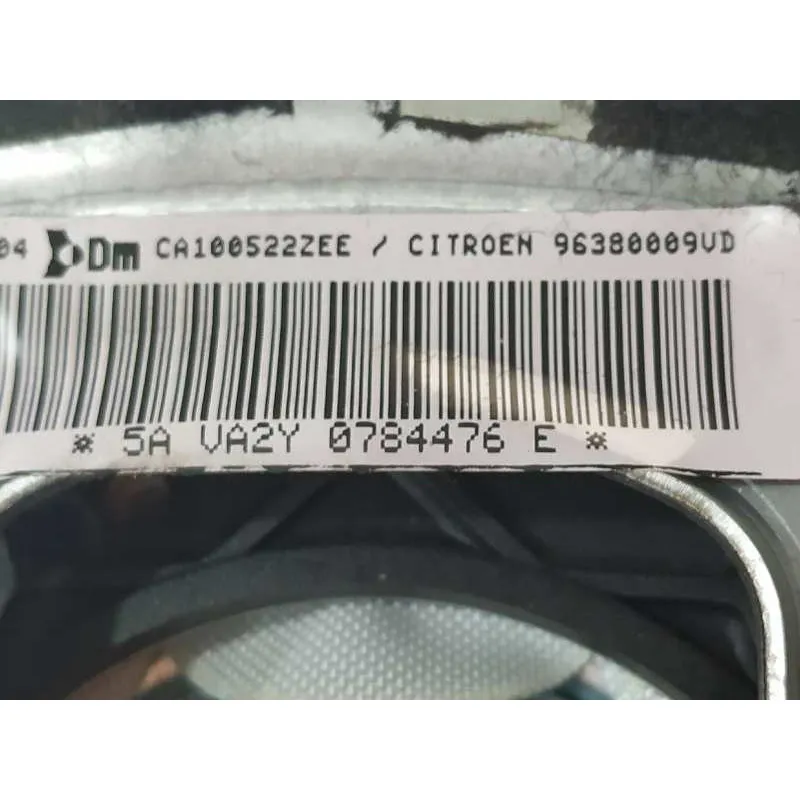 04 Dm CA100522ZEE / CITROEN 96380009VD
* 5A VA2Y 0784476 E *